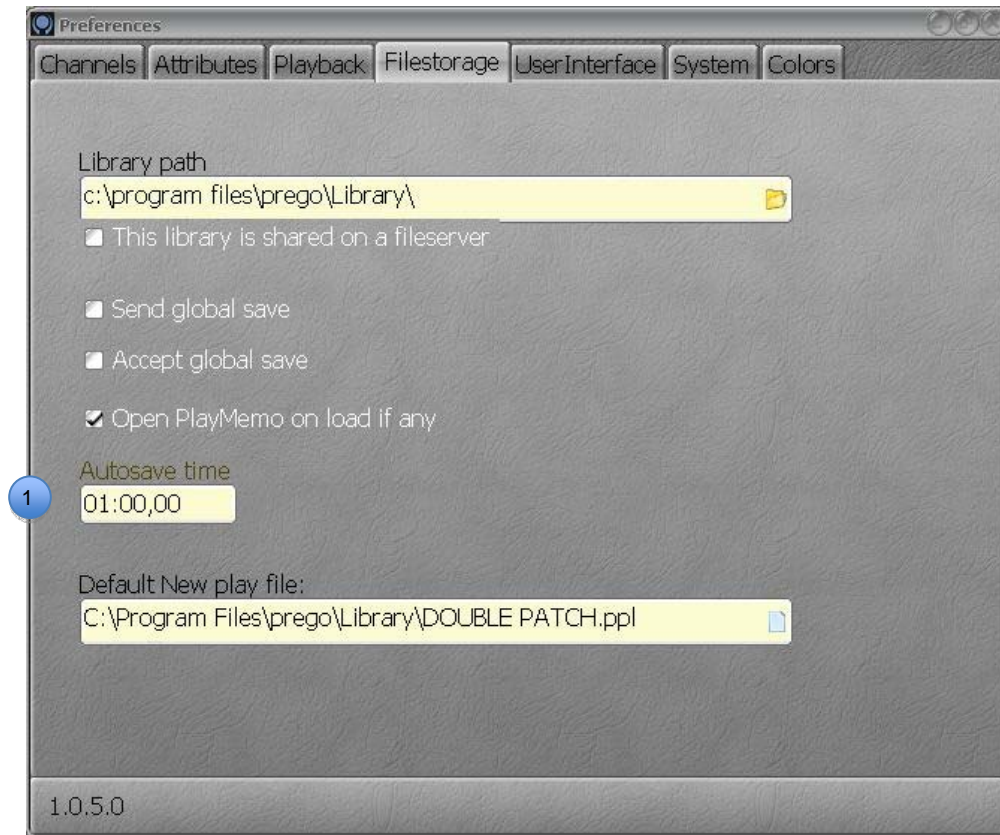 Preferences
Channels Attributes Playback Filestorage UserInterface System Colors
Library path
c:\program files\prego\Library\
This library is shared on a fileserver
Send global save
Accept global save
Open PlayMemo on load if any
Autosave time
1
01:00,00
Default New play file:
C:\Program Files\prego\Library\DOUBLE PATCH.ppl
1.0.5.0